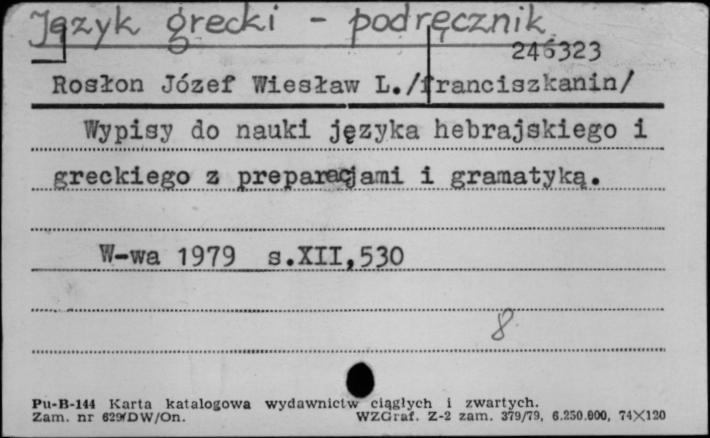 Język grecki - podręcznik
246323
Rosłon Józef Wiesław L./franciszkanin/
Wypisy do nauki języka hebrajskiego i
greckiego z preparacjami i gramatyką.
W-wa 1979 s.XII,530
8
Pu-B-144 Karta katalogowa wydawnictw ciągłych i zwartych.
Zam. nr 629/DW/On. WZGraf. Z-2 zam. 379/79, 6.250.000, 74X120